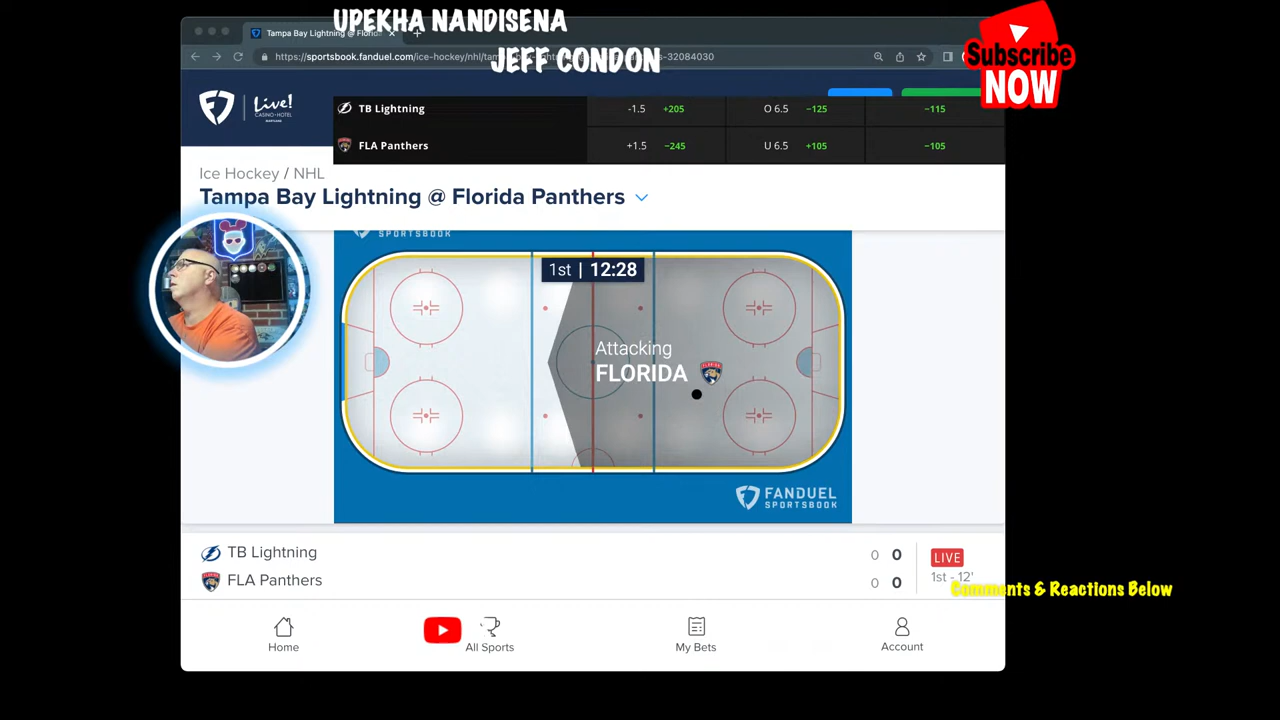 UPEKHA NANDISENA
JEFF CONDON
Subscribe
NOW
Tampa Bay Lightning @ Florid
https://sportsbook.fanduel.com/ice-hockey/nhl/tam
s-32084030
Live!
CASINO • HOTEL
TB Lightning -1.5 +205 O 6.5 -125 -115
FLA Panthers +1.5 -245 U 6.5 +105 -105
Ice Hockey / NHL
Tampa Bay Lightning @ Florida Panthers
SPORTSBOOK
1st | 12:28
Attacking
FLORIDA
FANDUEL
SPORTSBOOK
TB Lightning 0 0
FLA Panthers 0 0
LIVE
1st - 12'
Comments & Reactions Below
Home
All Sports
My Bets
Account